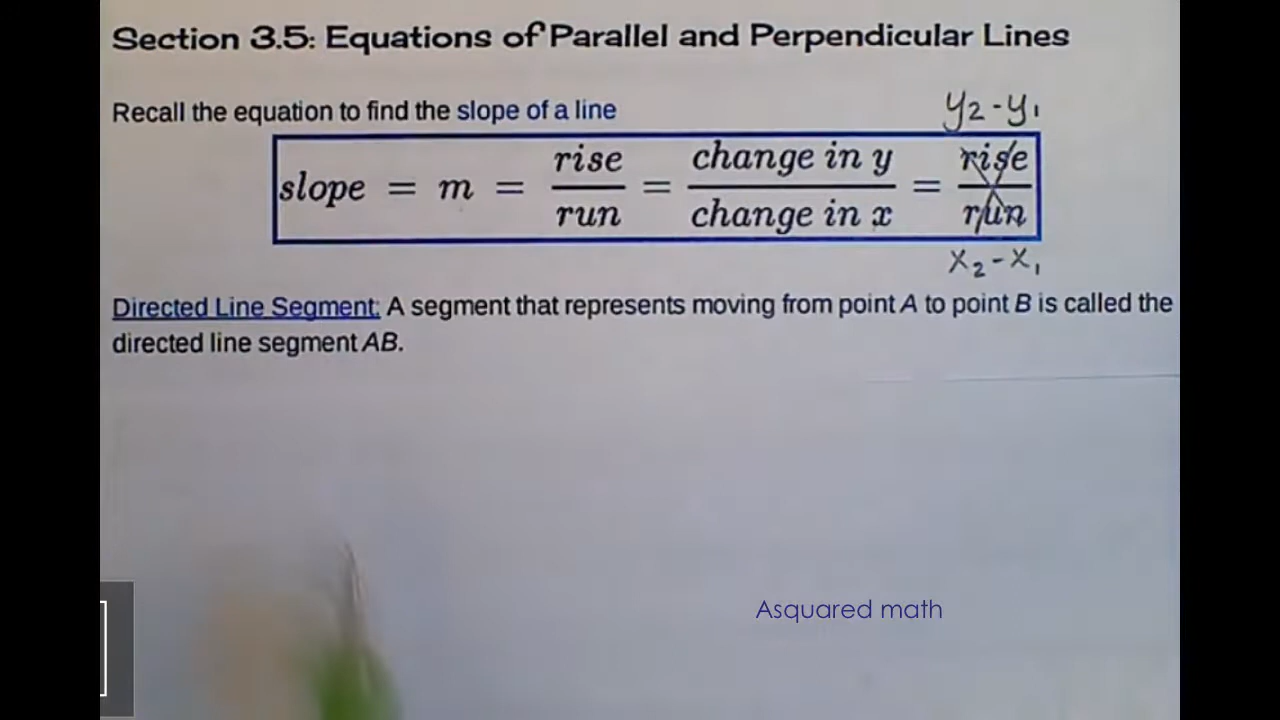 Section 3.5: Equations of Parallel and Perpendicular Lines
Recall the equation to find the slope of a line
y₂ - y₁
slope = m = rise/run = change in y/change in x = rise/run
x₂ - x₁
Directed Line Segment: A segment that represents moving from point A to point B is called the
directed line segment AB.
Asquared math